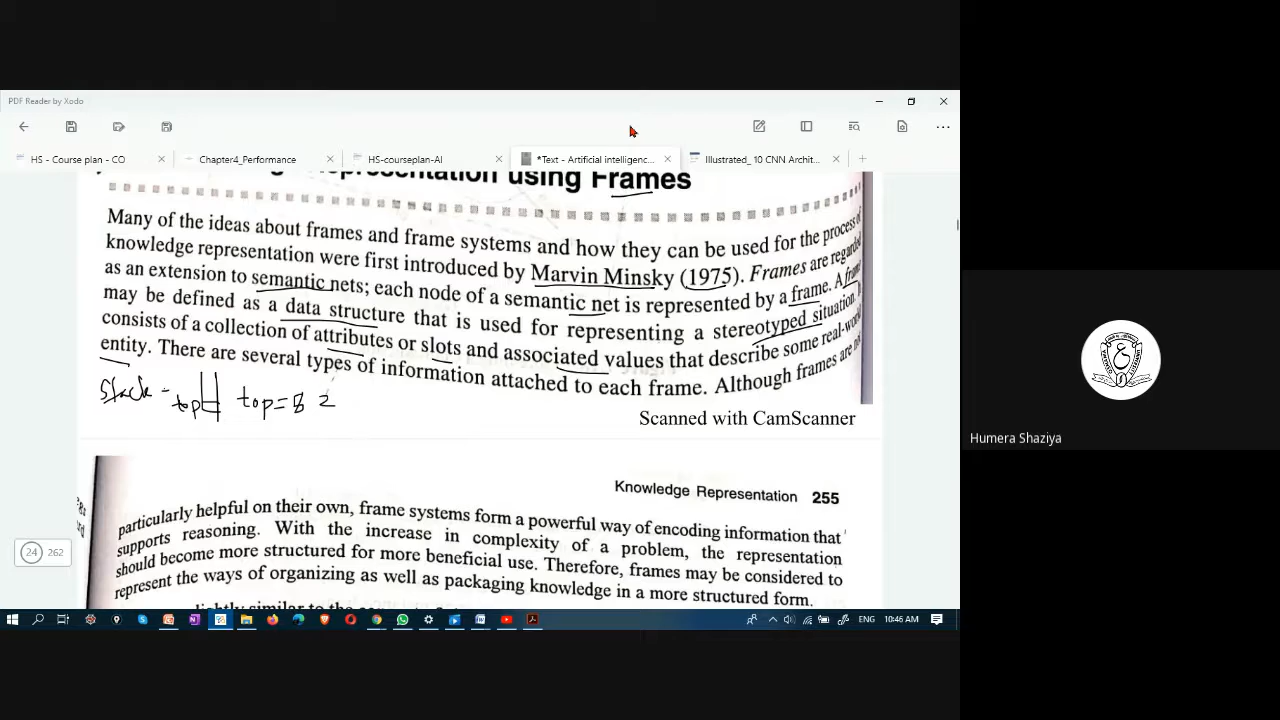 PDF Reader by Xodo
HS - Course plan - CO
Chapter4_Performance
HS-courseplan-AI
*Text - Artificial intelligenc...
Illustrated_ 10 CNN Archit...
Representation using Frames
Many of the ideas about frames and frame systems and how they can be used for the process of
knowledge representation were first introduced by Marvin Minsky (1975). Frames are regarded
as an extension to semantic nets; each node of a semantic net is represented by a frame. A frame
may be defined as a data structure that is used for representing a stereotyped situation. It
consists of a collection of attributes or slots and associated values that describe some real-world
entity. There are several types of information attached to each frame. Although frames are not
Stack - top top=8 2
Scanned with CamScanner
Knowledge Representation 255
particularly helpful on their own, frame systems form a powerful way of encoding information that
supports reasoning. With the increase in complexity of a problem, the representation
should become more structured for more beneficial use. Therefore, frames may be considered to
represent the ways of organizing as well as packaging knowledge in a more structured form.
24 262
ENG 10:46 AM
Humera Shaziya